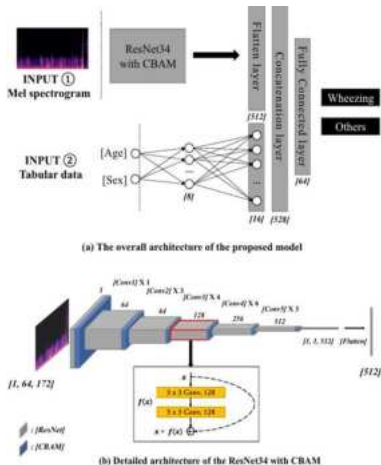 ResNet34
with CBAM
Flatten layer
Concatenation layer
Fully Connected layer
INPUT ①
Mel spectrogram
Wheezing
Others
[512]
INPUT ②
Tabular data
[Age]
[Sex]
...
[8]
[64]
[16]
[528]
(a) The overall architecture of the proposed model
[Conv1] X 1
[Conv2] X 3
[Conv3] X 4
[Conv4] X 6
[Conv5] X 3
3
64
64
128
256
512
[1, 1, 512]
[Flatten]
[1, 64, 172]
[512]
x
3 x 3 Conv, 128
f(x)
3 x 3 Conv, 128
x + f(x)
: [ResNet]
: [CBAM]
(b) Detailed architecture of the ResNet34 with CBAM